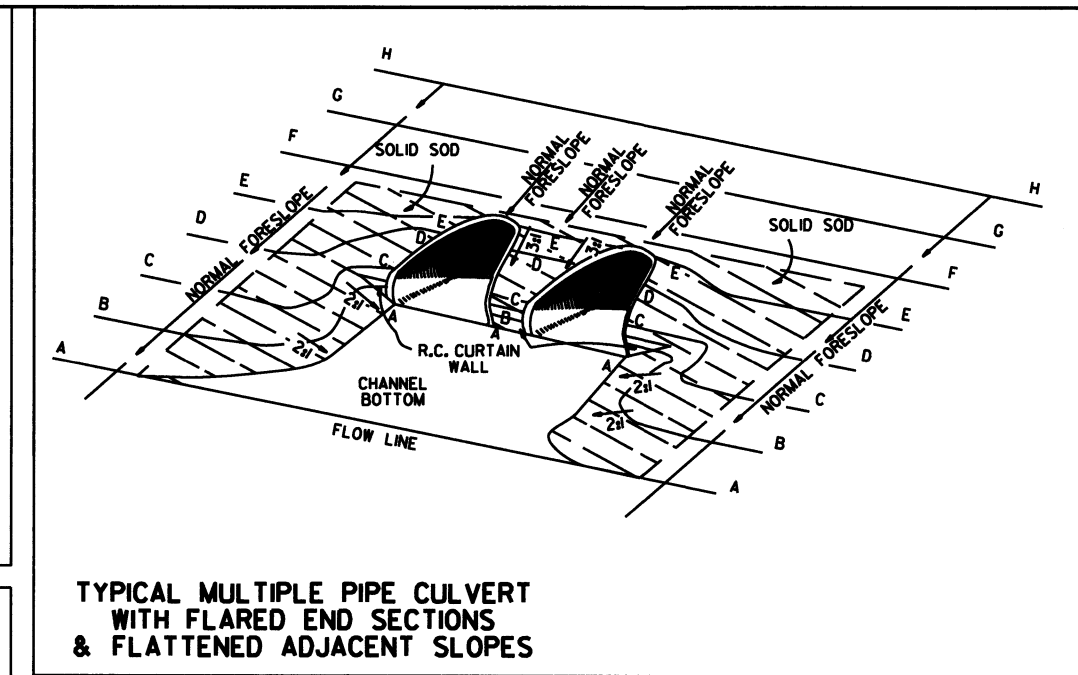 H
G
F
SOLID SOD
NORMAL FORESLOPE
NORMAL FORESLOPE
NORMAL FORESLOPE
H
E
D
C
B
A
NORMAL FORESLOPE
SOLID SOD
G
F
E
D
C
B
A
NORMAL FORESLOPE
E
D
C
A
3:1
E
D
C
B
A
3:1
E
D
C
A
2:1
2:1
2:1
2:1
R.C. CURTAIN
WALL
CHANNEL
BOTTOM
FLOW LINE
TYPICAL MULTIPLE PIPE CULVERT
WITH FLARED END SECTIONS
& FLATTENED ADJACENT SLOPES